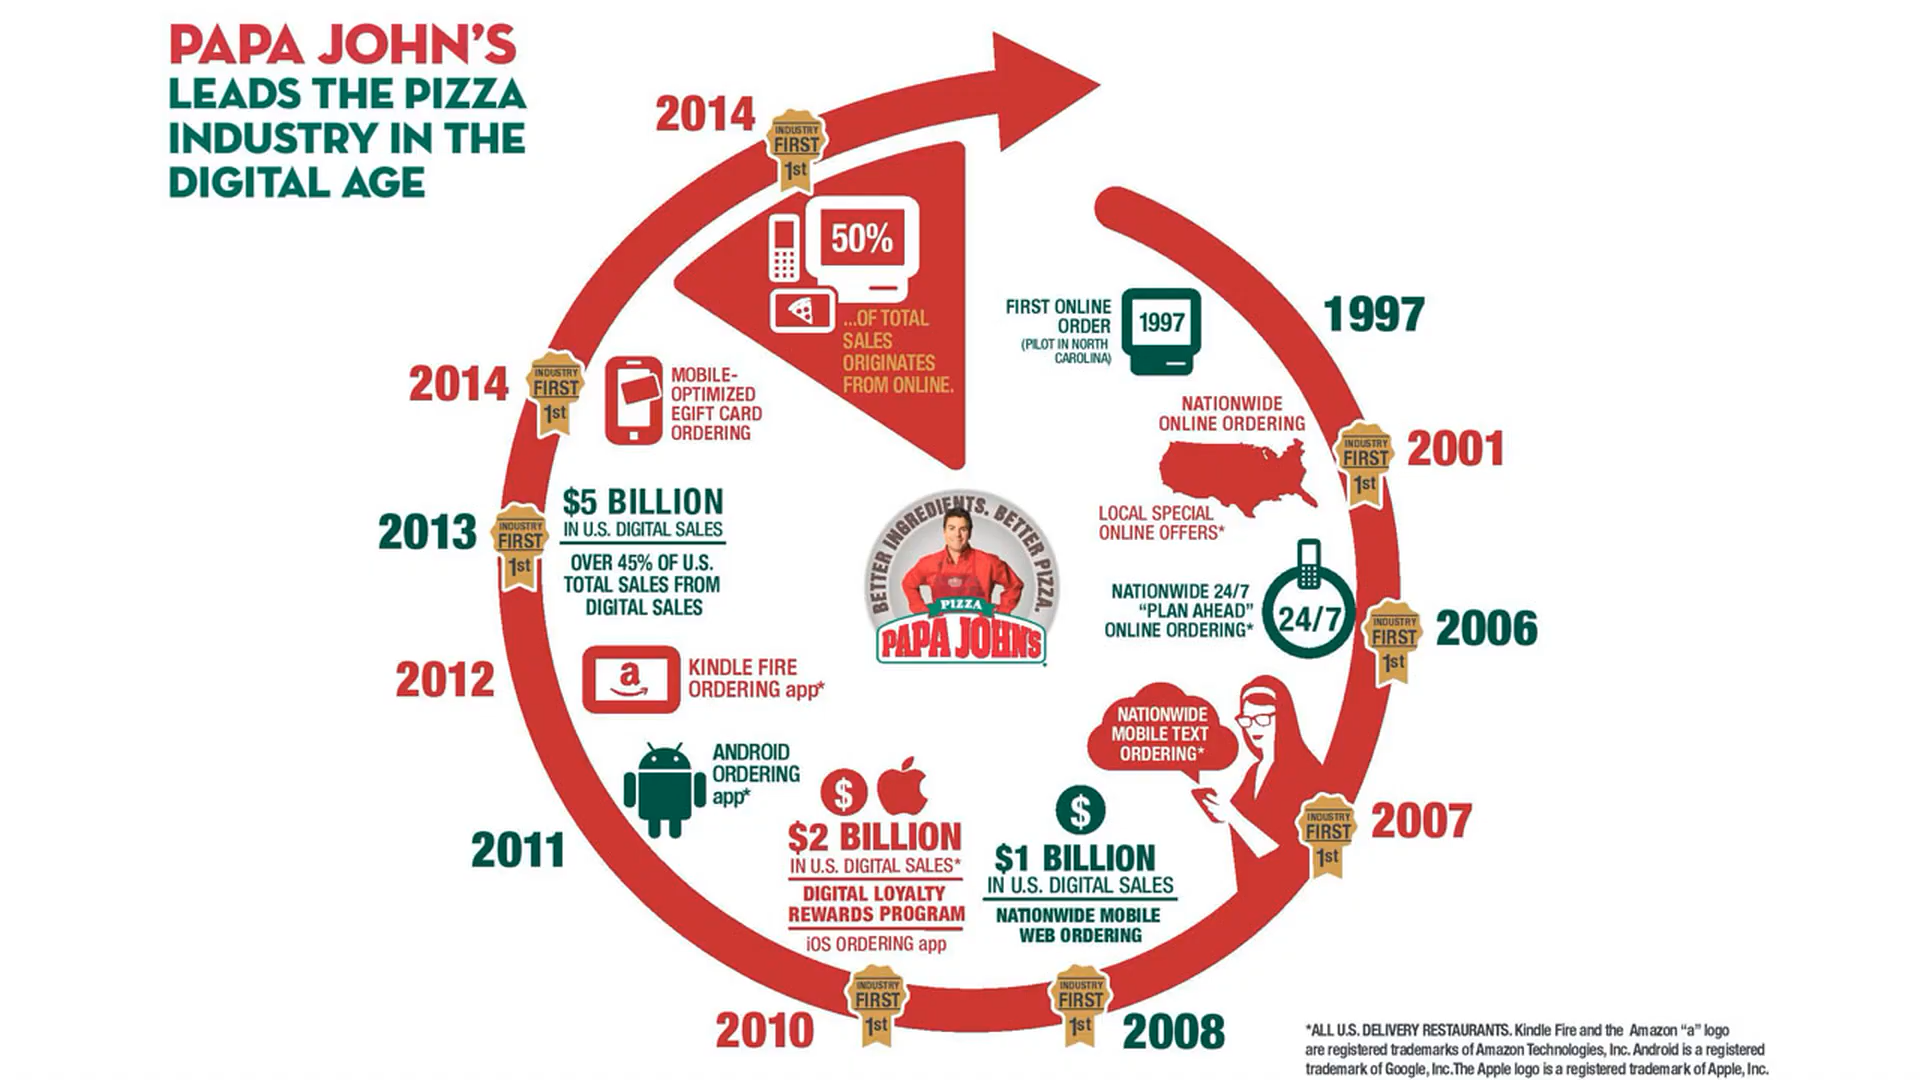 PAPA JOHN'S
LEADS THE PIZZA
INDUSTRY IN THE
DIGITAL AGE
1997
FIRST ONLINE
ORDER
(PILOT IN NORTH
CAROLINA)
1997
2001
INDUSTRY
FIRST
1st
NATIONWIDE
ONLINE ORDERING
LOCAL SPECIAL
ONLINE OFFERS*
2006
INDUSTRY
FIRST
1st
NATIONWIDE 24/7
“PLAN AHEAD”
ONLINE ORDERING*
24/7
2007
INDUSTRY
FIRST
1st
NATIONWIDE
MOBILE TEXT
ORDERING*
2008
INDUSTRY
FIRST
1st
$
$1 BILLION
IN U.S. DIGITAL SALES
NATIONWIDE MOBILE
WEB ORDERING
2010
INDUSTRY
FIRST
1st
$
$2 BILLION
IN U.S. DIGITAL SALES*
DIGITAL LOYALTY
REWARDS PROGRAM
iOS ORDERING app
2011
ANDROID
ORDERING
app*
2012
a
KINDLE FIRE
ORDERING app*
2013
INDUSTRY
FIRST
1st
$5 BILLION
IN U.S. DIGITAL SALES
OVER 45% OF U.S.
TOTAL SALES FROM
DIGITAL SALES
2014
INDUSTRY
FIRST
1st
MOBILE-
OPTIMIZED
EGIFT CARD
ORDERING
2014
INDUSTRY
FIRST
1st
50%
...OF TOTAL
SALES
ORIGINATES
FROM ONLINE.
BETTER INGREDIENTS. BETTER PIZZA.
PIZZA
PAPA JOHN'S
*ALL U.S. DELIVERY RESTAURANTS. Kindle Fire and the Amazon “a” logo
are registered trademarks of Amazon Technologies, Inc. Android is a registered
trademark of Google, Inc.The Apple logo is a registered trademark of Apple, Inc.